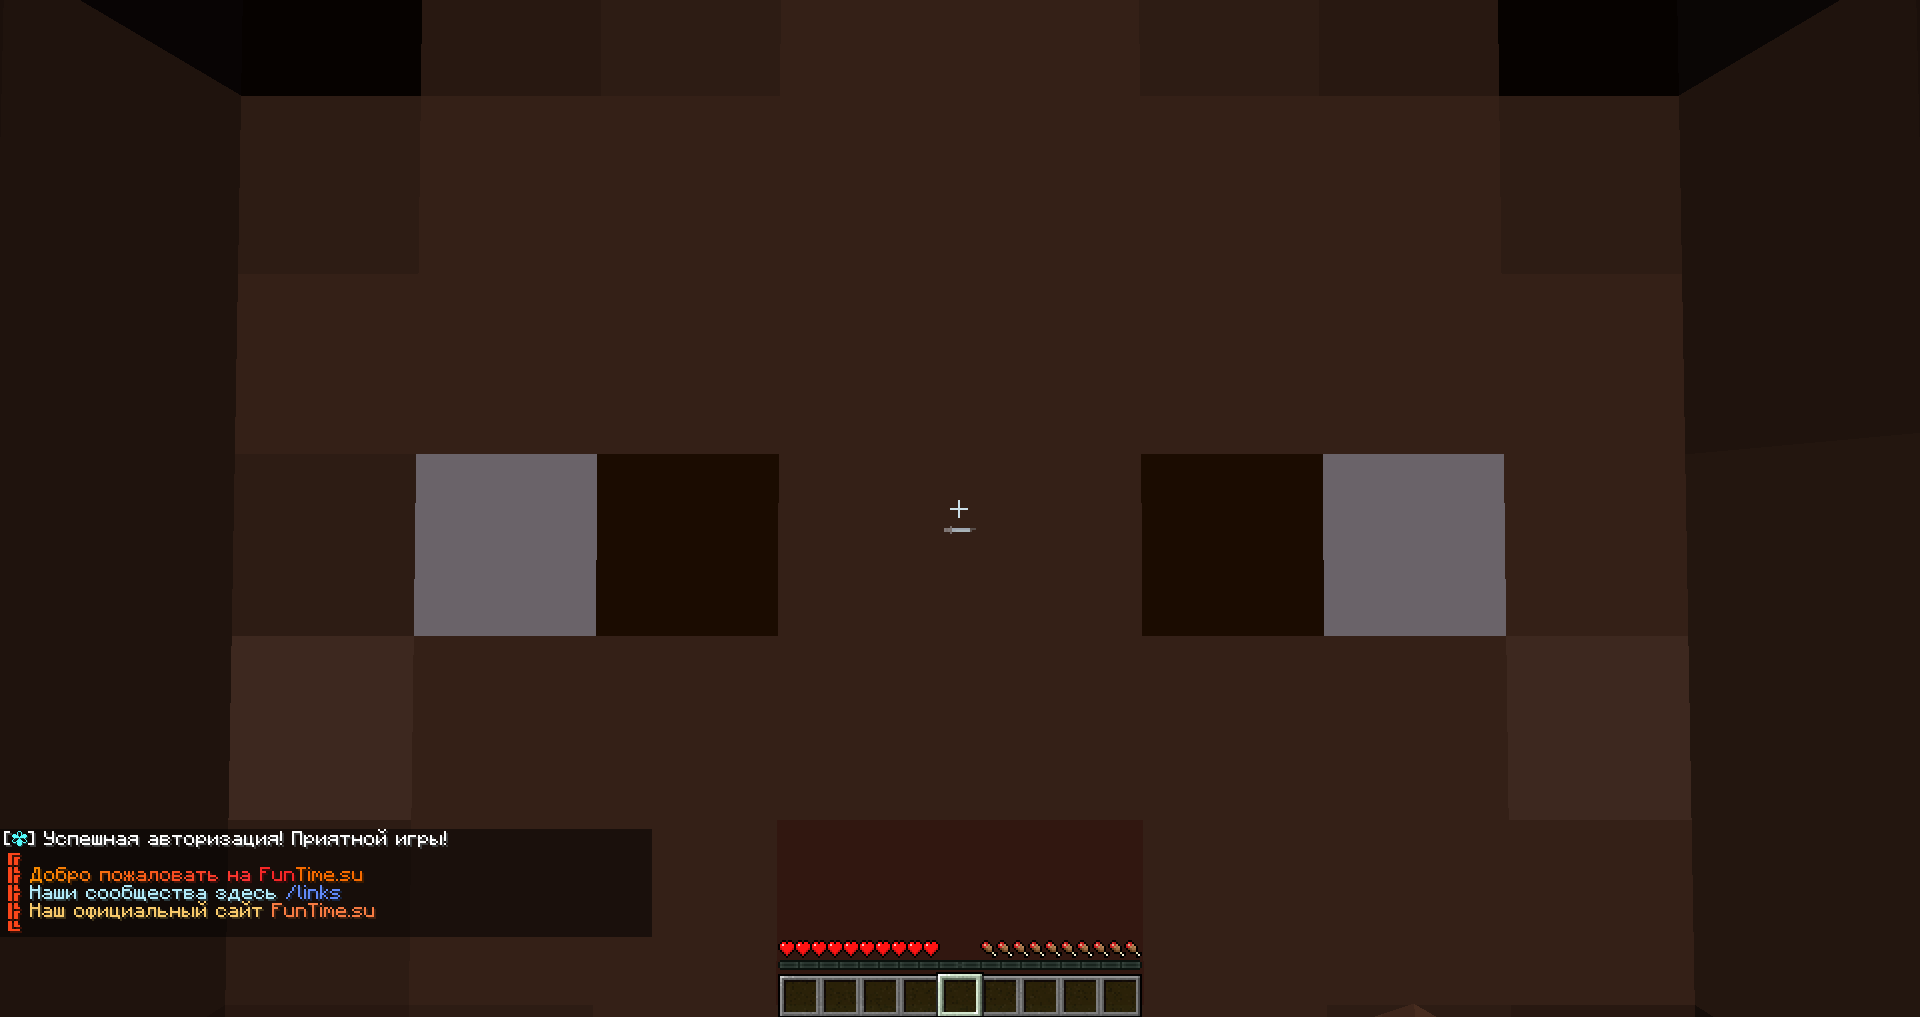 [✤] Успешная авторизация! Приятной игры!
Добро пожаловать на FunTime.su
Наши сообщества здесь /links
Наш официальный сайт FunTime.su